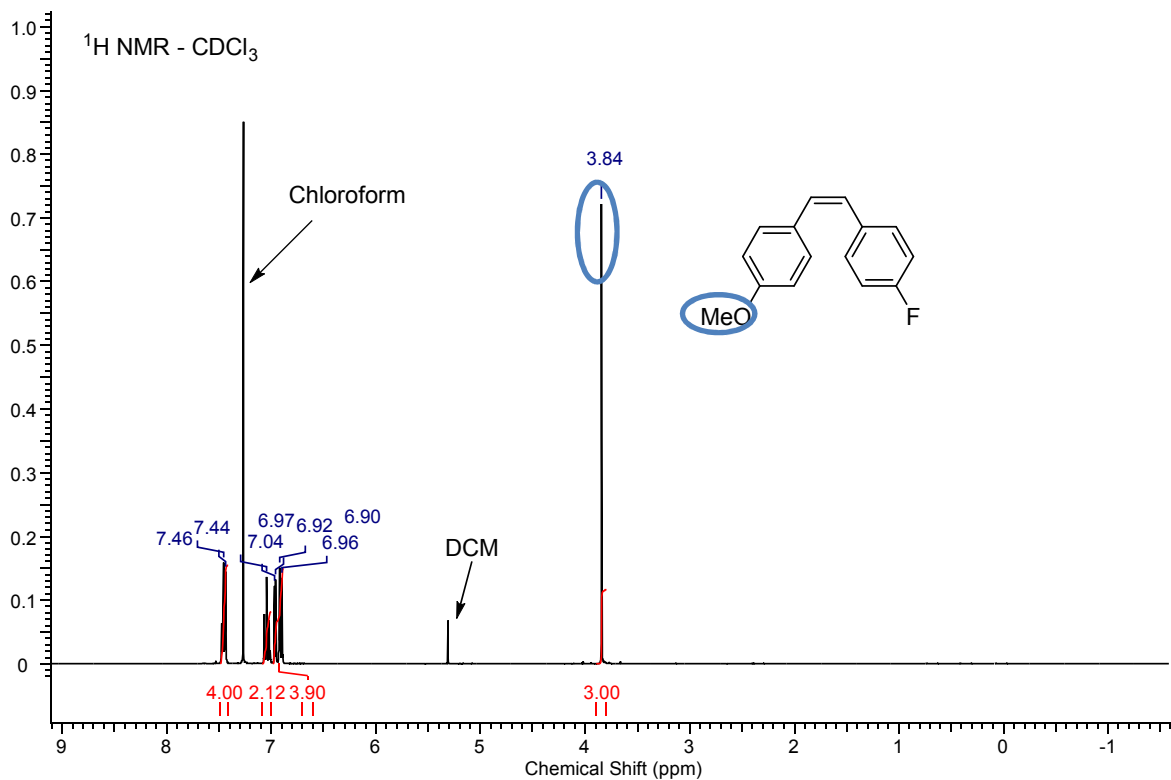 1.0
¹H NMR - CDCl₃
0.9
0.8
3.84
0.7
Chloroform
0.6
0.5
MeO
F
0.4
0.3
0.2
7.46 7.44 6.97 6.92 6.90
7.04 6.96
DCM
0.1
0
4.00 2.12 3.90 3.00
9 8 7 6 5 4 3 2 1 0 -1
Chemical Shift (ppm)